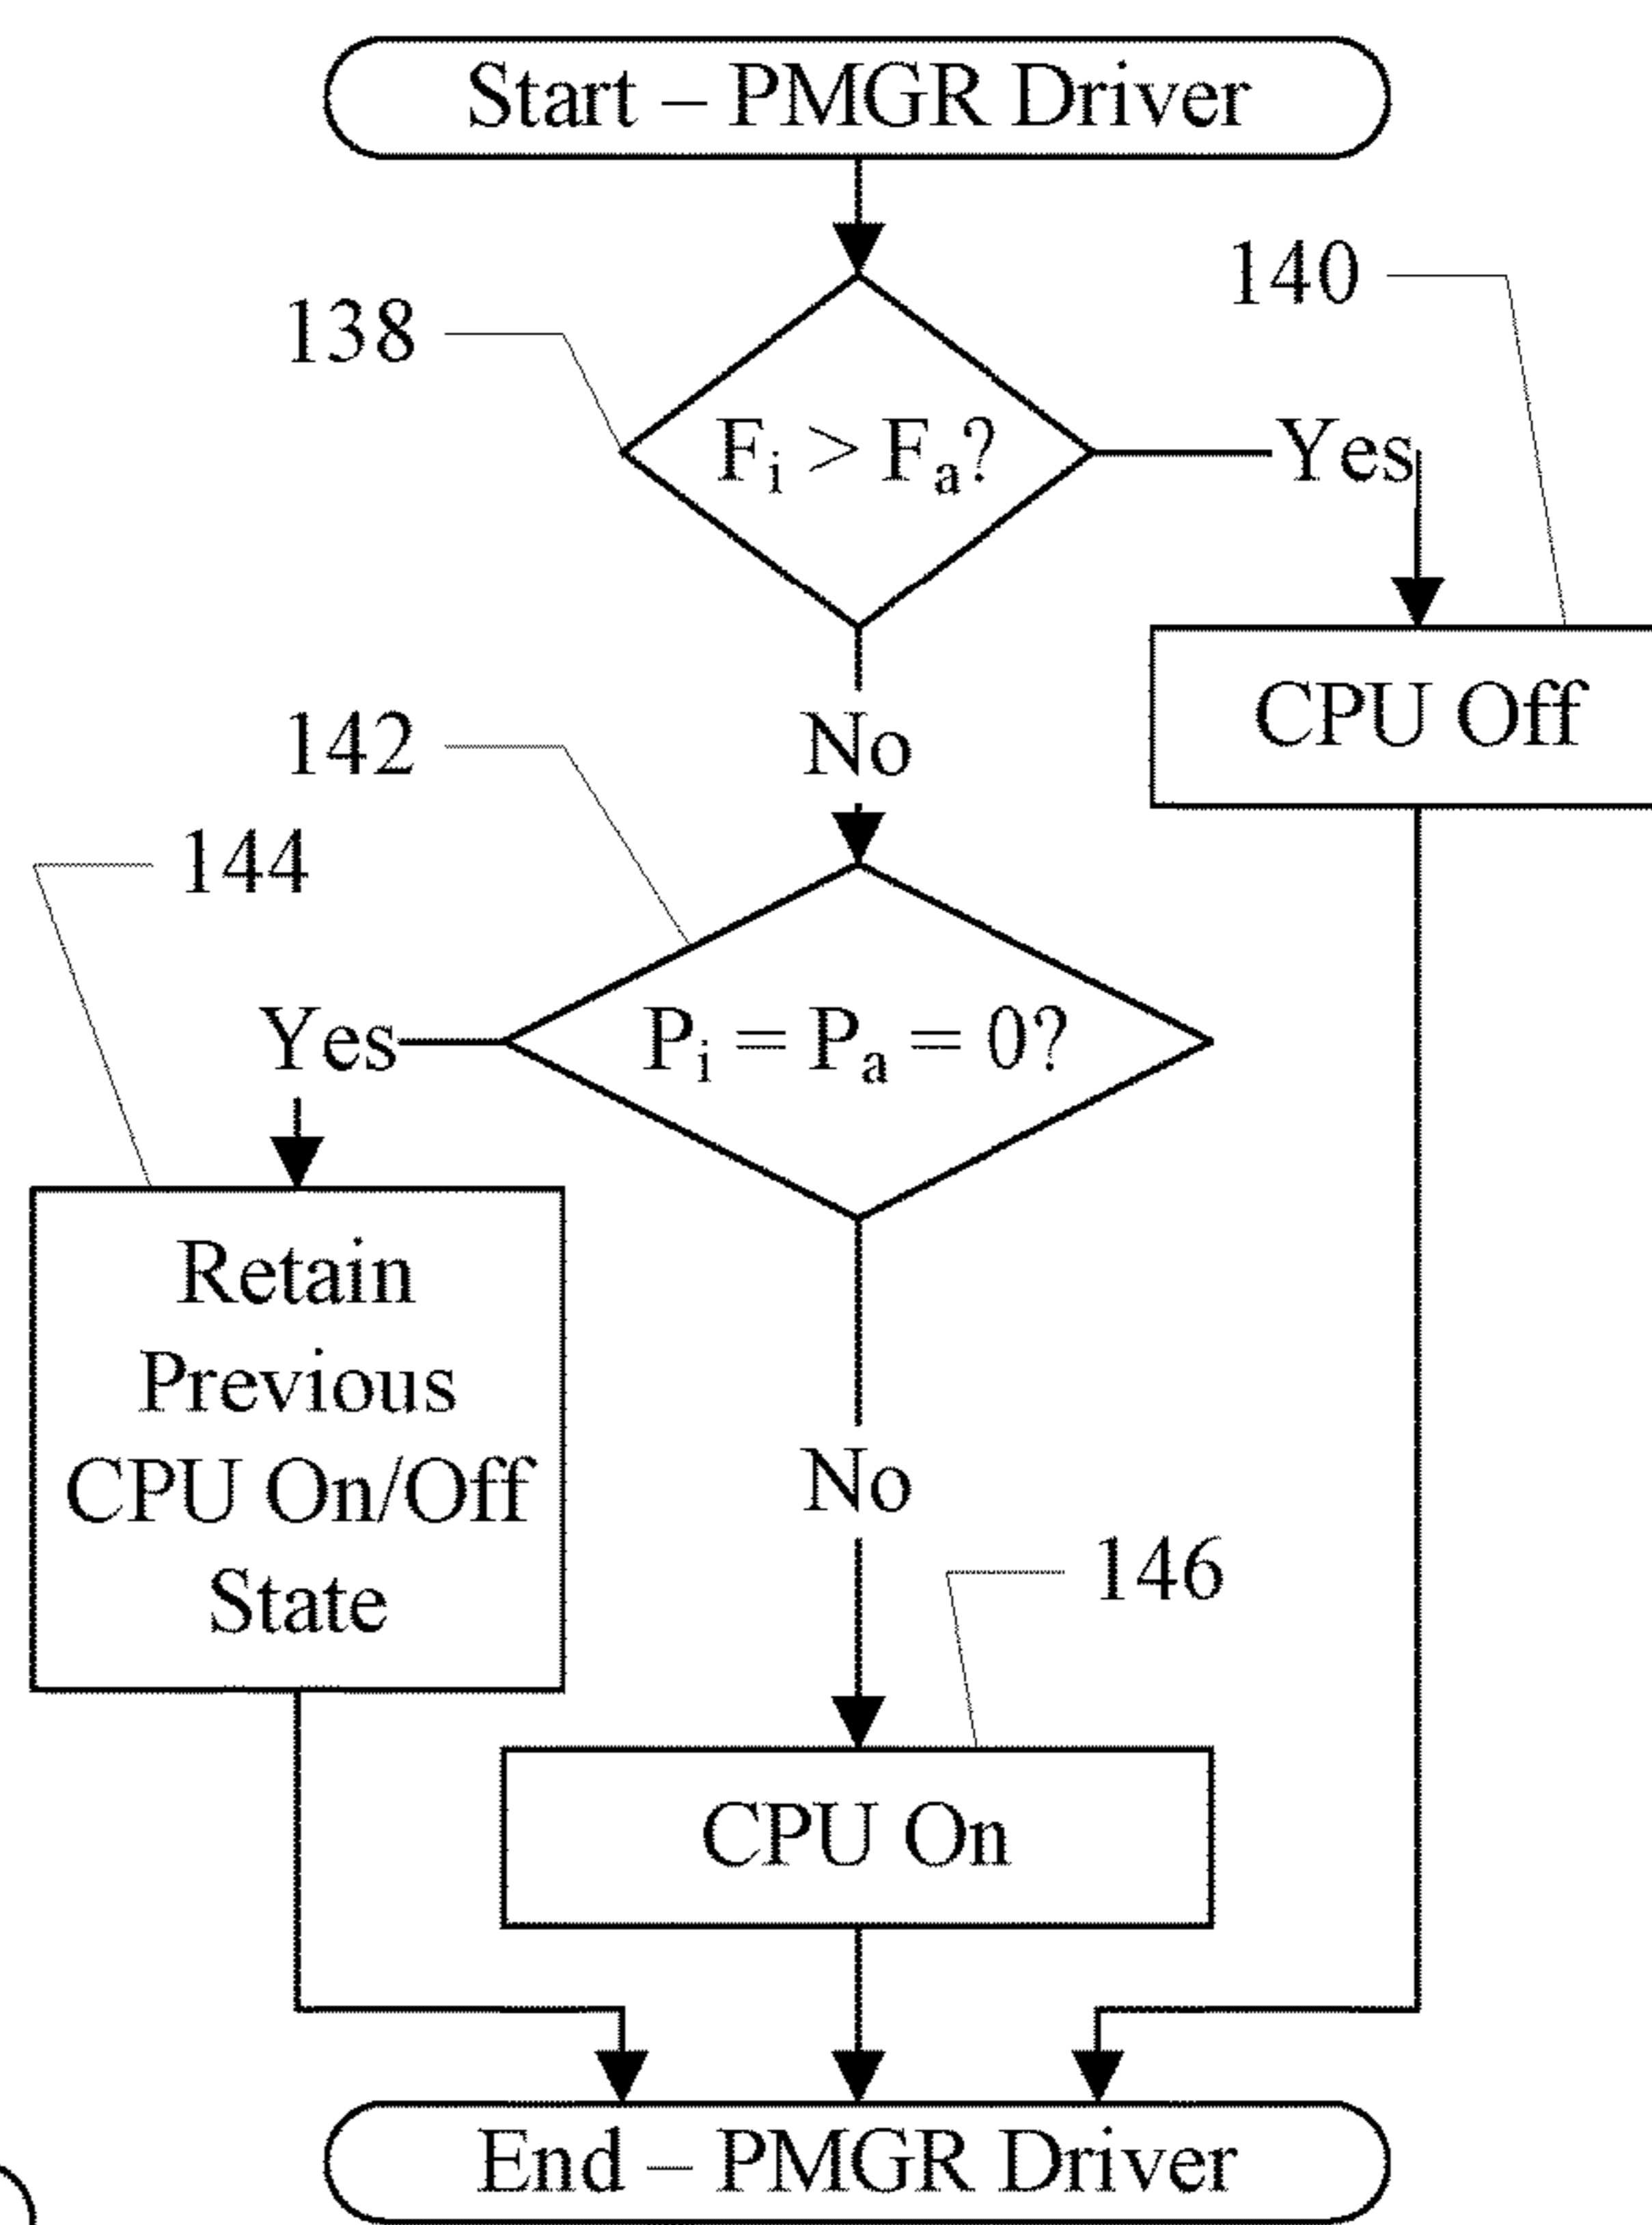 Start – PMGR Driver
140
138
Fᵢ > Fₐ?
Yes
CPU Off
No
142
144
Pᵢ = Pₐ = 0?
Yes
Retain
Previous
CPU On/Off
State
No
146
CPU On
End – PMGR Driver